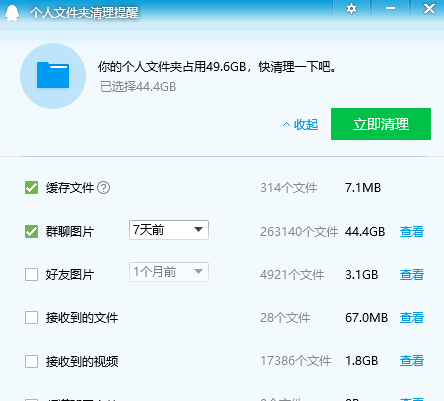 个人文件夹清理提醒
你的个人文件夹占用49.6GB，快清理一下吧。
已选择44.4GB
收起 立即清理
缓存文件 ? 314个文件 7.1MB
群聊图片 7天前 263140个文件 44.4GB 查看
好友图片 1个月前 4921个文件 3.1GB 查看
接收到的文件 28个文件 67.0MB 查看
接收到的视频 17386个文件 1.8GB 查看